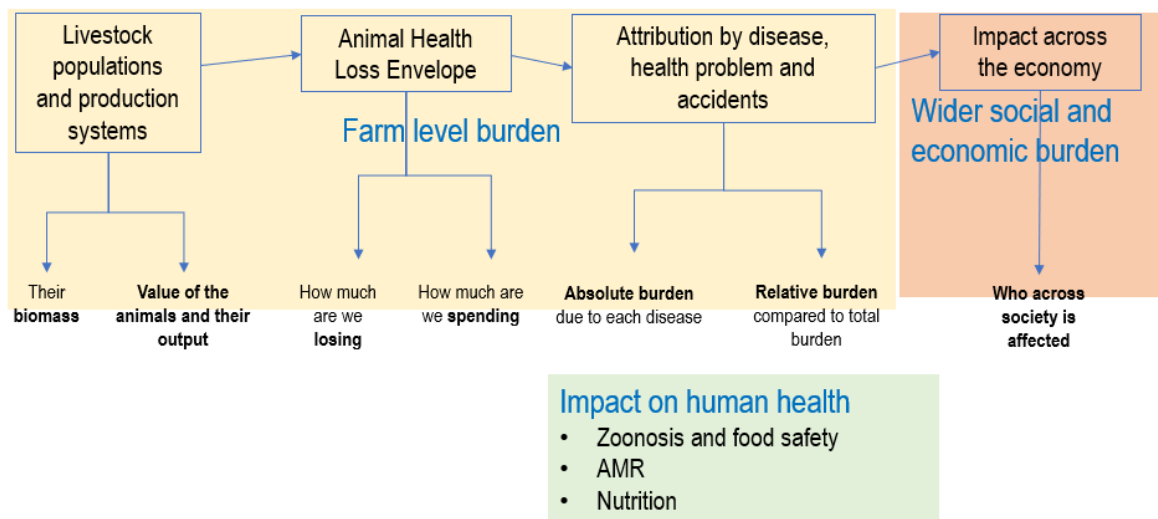 Livestock
populations
and production
systems
Animal Health
Loss Envelope
Attribution by disease,
health problem and
accidents
Impact across
the economy
Farm level burden
Wider social and
economic burden
Their
biomass
Value of the
animals and their
output
How much
are we
losing
How much are
we spending
Absolute burden
due to each disease
Relative burden
compared to total
burden
Who across
society is
affected
Impact on human health
• Zoonosis and food safety
• AMR
• Nutrition